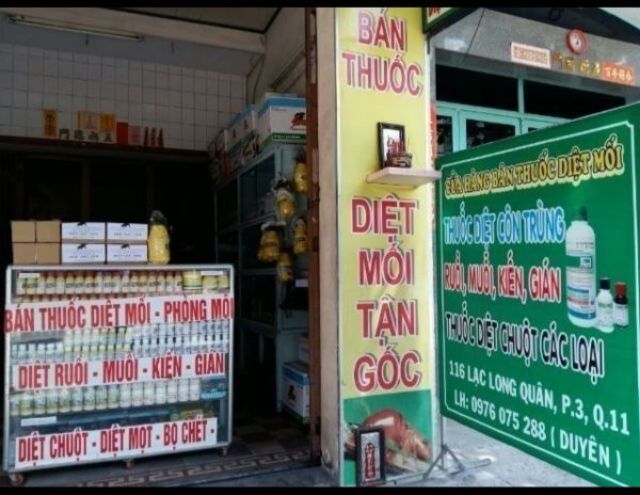 BÁN THUỐC DIỆT MỐI - PHÒNG MỐI
DIỆT RUỒI - MUỖI - KIẾN - GIÁN
DIỆT CHUỘT - DIỆT MỌT - BỌ CHÉT -
BÁN
THUỐC
DIỆT
MỐI
TẬN
GỐC
CỬA HÀNG BÁN THUỐC DIỆT MỐI
THUỐC DIỆT CÔN TRÙNG
RUỒI, MUỖI, KIẾN, GIÁN
THUỐC DIỆT CHUỘT CÁC LOẠI
116 LẠC LONG QUÂN, P.3, Q.11
LH: 0976 075 288 ( DUYÊN )